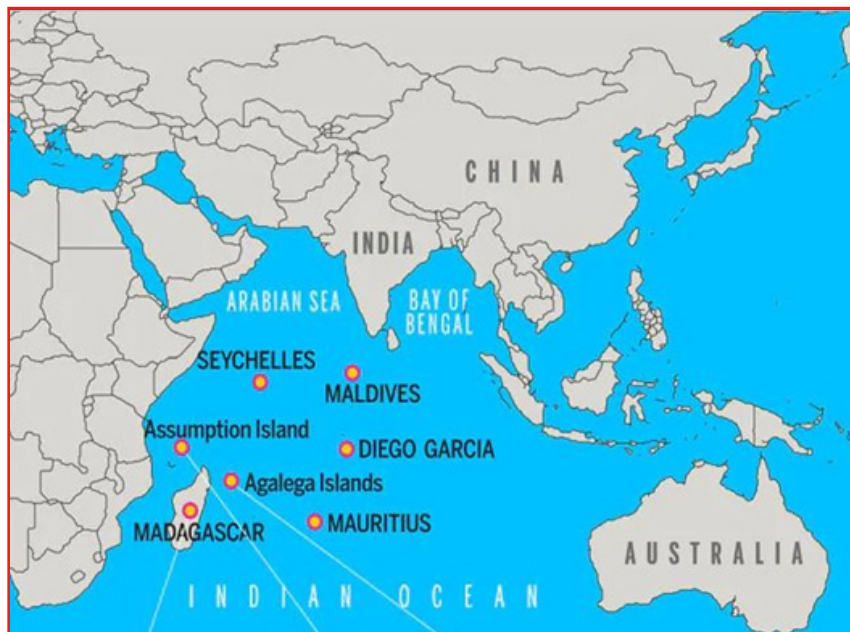 CHINA
INDIA
ARABIAN SEA
BAY OF
BENGAL
SEYCHELLES
MALDIVES
Assumption Island
DIEGO GARCIA
Agalega Islands
MADAGASCAR
MAURITIUS
AUSTRALIA
INDIAN OCEAN